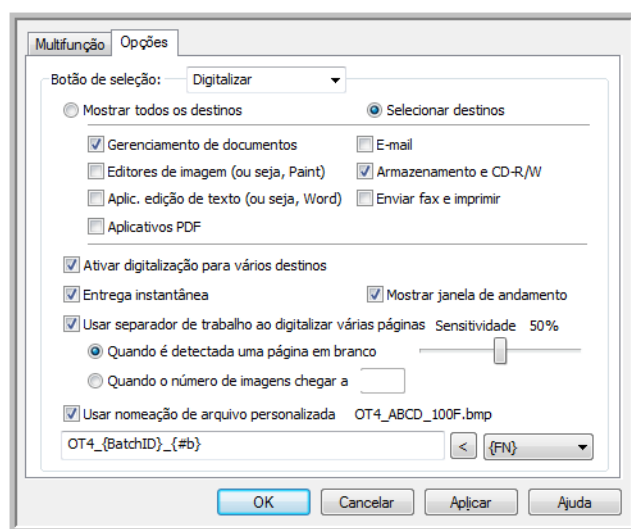 Multifunção Opções
Botão de seleção: Digitalizar
Mostrar todos os destinos Selecionar destinos
Gerenciamento de documentos E-mail
Editores de imagem (ou seja, Paint) Armazenamento e CD-R/W
Aplic. edição de texto (ou seja, Word) Enviar fax e imprimir
Aplicativos PDF
Ativar digitalização para vários destinos
Entrega instantânea Mostrar janela de andamento
Usar separador de trabalho ao digitalizar várias páginas Sensitividade 50%
Quando é detectada uma página em branco
Quando o número de imagens chegar a
Usar nomeação de arquivo personalizada OT4_ABCD_100F.bmp
OT4_{BatchID}_{#b} < {FN}
OK Cancelar Aplicar Ajuda